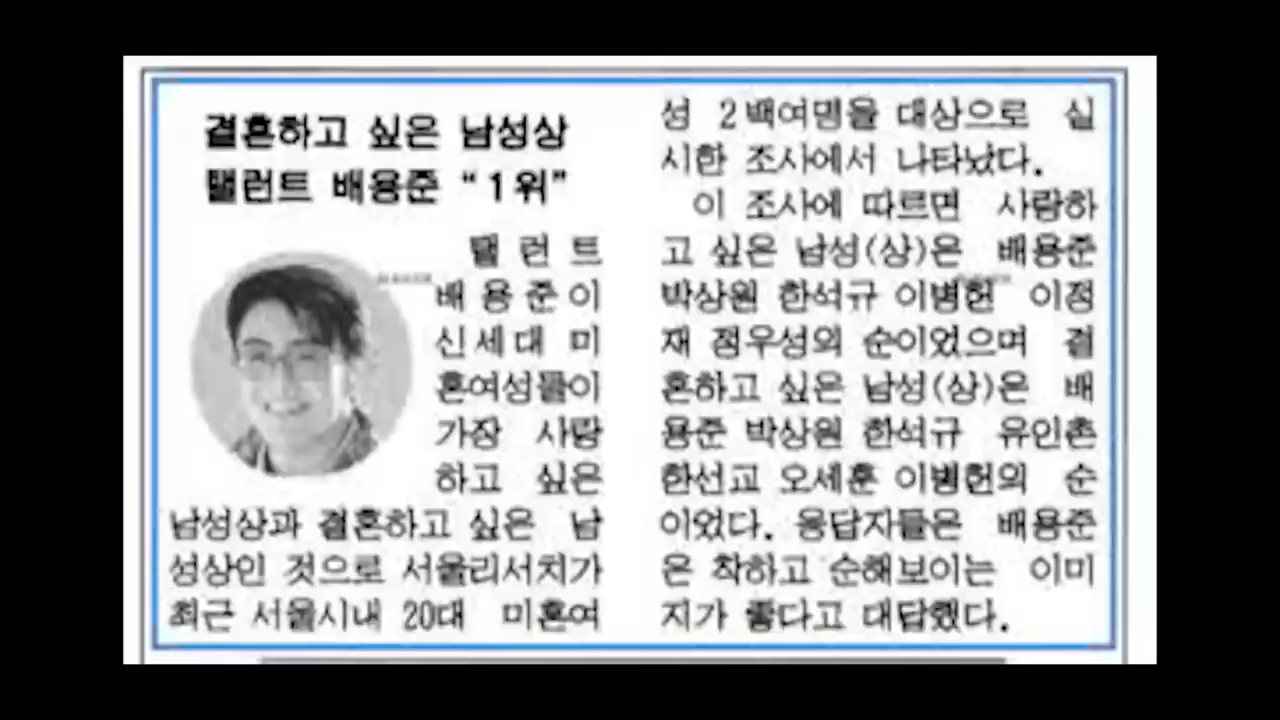 결혼하고 싶은 남성상
탤런트 배용준 “1위”
탤런트
배용준이
신세대 미
혼여성들이
가장 사랑
하고 싶은
남성상과 결혼하고 싶은 남
성상인 것으로 서울리서치가
최근 서울시내 20대 미혼여
성 2백여명을 대상으로 실
시한 조사에서 나타났다.
이 조사에 따르면 사랑하
고 싶은 남성(상)은 배용준
박상원 한석규 이병헌 이정
재 정우성의 순이었으며 결
혼하고 싶은 남성(상)은 배
용준 박상원 한석규 유인촌
한선교 오세훈 이병헌의 순
이었다. 응답자들은 배용준
은 착하고 순해보이는 이미
지가 좋다고 대답했다.